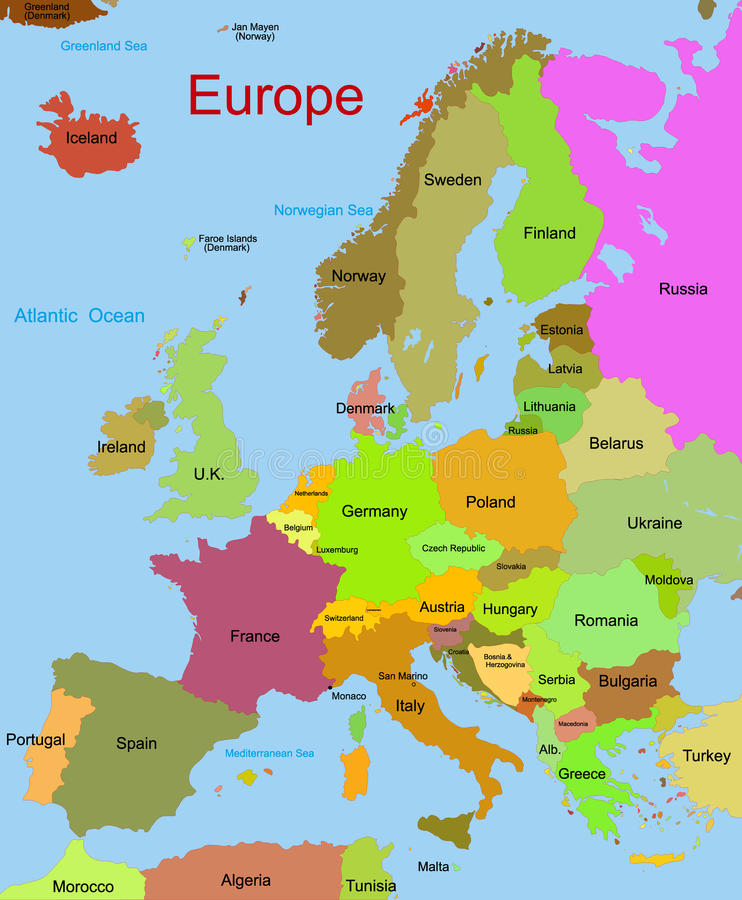 Greenland
(Denmark)
Jan Mayen
(Norway)
Greenland Sea
Europe
Iceland
Sweden
Norwegian Sea
Finland
Faroe Islands
(Denmark)
Norway
Russia
Atlantic Ocean
Estonia
Latvia
Denmark
Lithuania
Russia
Ireland
Belarus
U.K.
dreamstime
Netherlands
Poland
Germany
Belgium
Ukraine
Luxemburg
Czech Republic
Slovakia
Moldova
Switzerland
Austria
Hungary
Romania
France
Slovenia
Croatia
Bosnia &
Herzogovina
San Marino
Serbia
Bulgaria
Monaco
Montenegro
Italy
Macedonia
Portugal
Spain
Mediterranean Sea
Alb.
Turkey
Greece
Malta
Morocco
Algeria
Tunisia